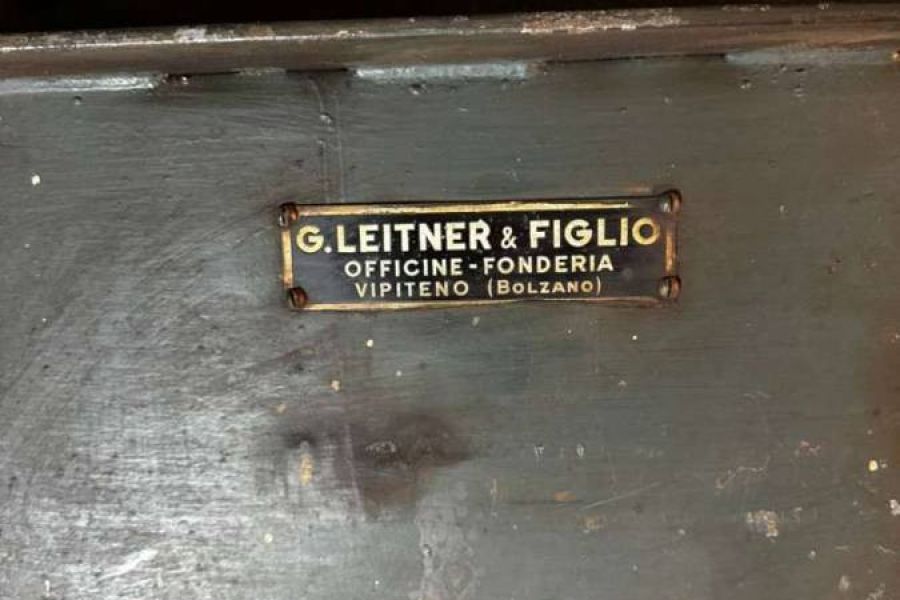 G. LEITNER & FIGLIO
OFFICINE - FONDERIA
VIPITENO (BOLZANO)